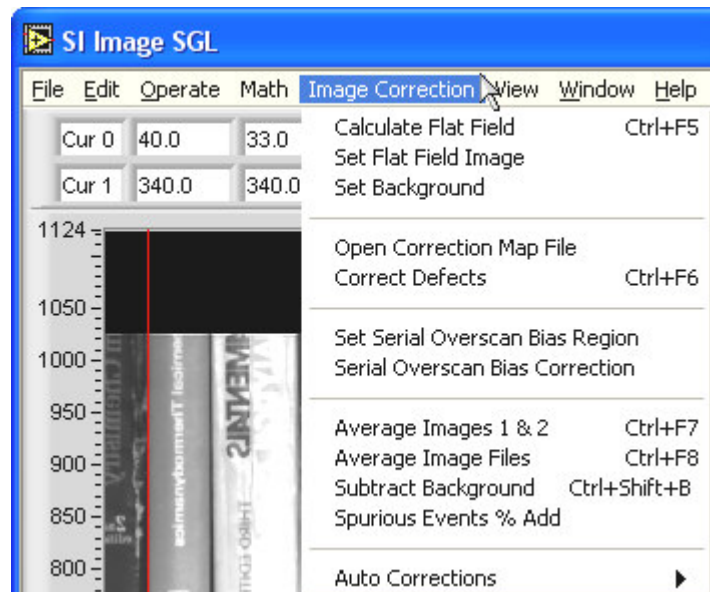 SI Image SGL
File Edit Operate Math Image Correction View Window Help
Cur 0 40.0 33.0
Cur 1 340.0 340.0
Calculate Flat Field Ctrl+F5
Set Flat Field Image
Set Background
Open Correction Map File
Correct Defects Ctrl+F6
Set Serial Overscan Bias Region
Serial Overscan Bias Correction
Average Images 1 & 2 Ctrl+F7
Average Image Files Ctrl+F8
Subtract Background Ctrl+Shift+B
Spurious Events % Add
Auto Corrections
1124
1050
1000
950
900
850
800
Thermodynamics
THIRD EDITI